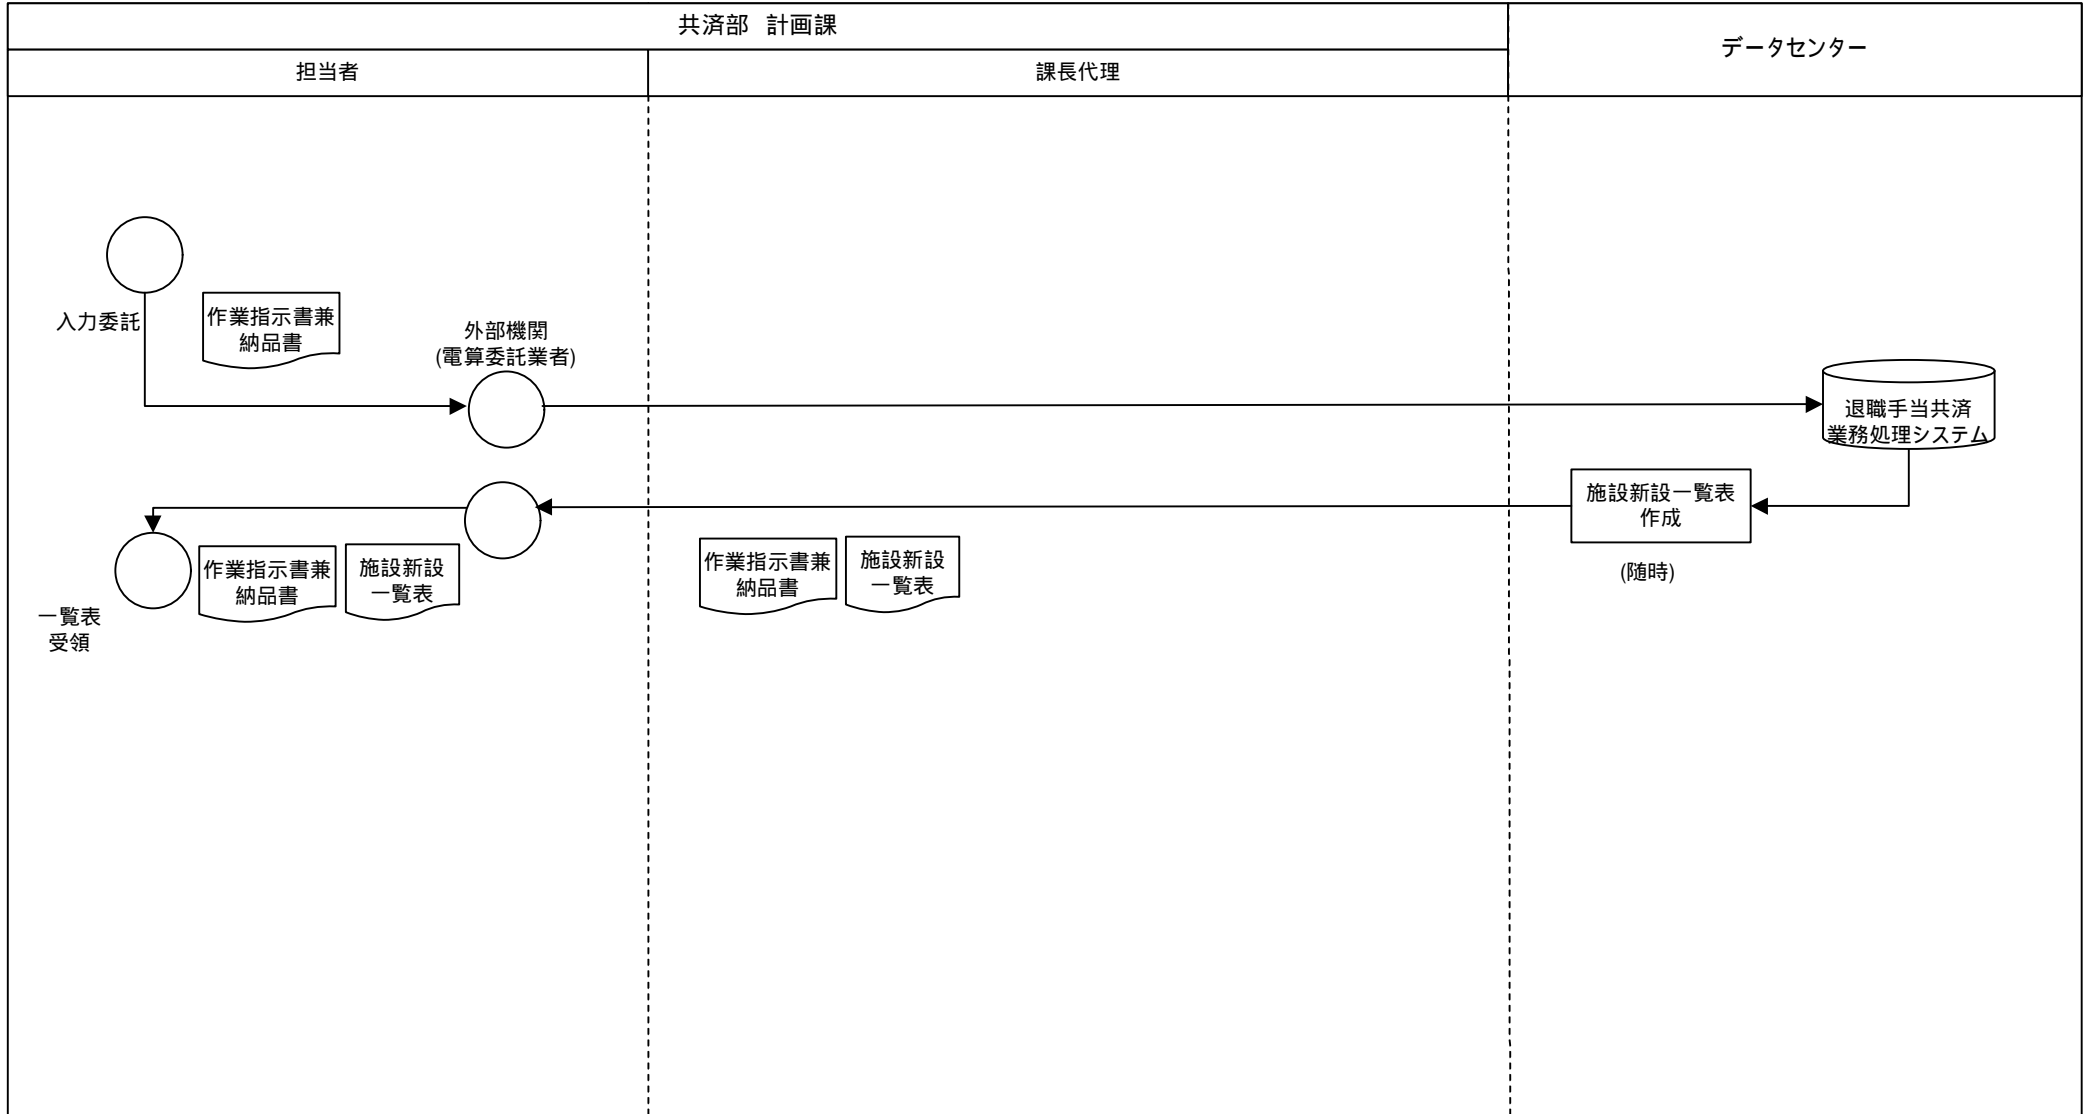 共済部 計画課
データセンター
担当者
課長代理
入力委託
作業指示書兼
納品書
外部機関
(電算委託業者)
退職手当共済
業務処理システム
施設新設一覧表
作成
(随時)
作業指示書兼
納品書
施設新設
一覧表
作業指示書兼
納品書
施設新設
一覧表
一覧表
受領